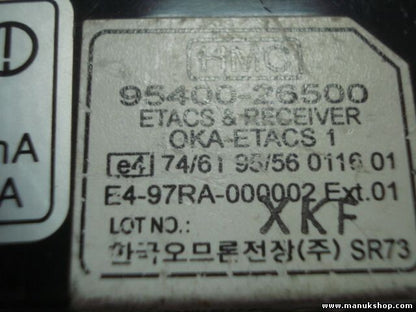 HMC
95400-26500
ETACS & RECEIVER
OKA-ETACS 1
e4 74/61 95/56 0116 01
E4-97RA-000002 Ext.01
LOT NO.: XKF
한국오므론전장(주) SR73
mA
A
www.manukshop.com